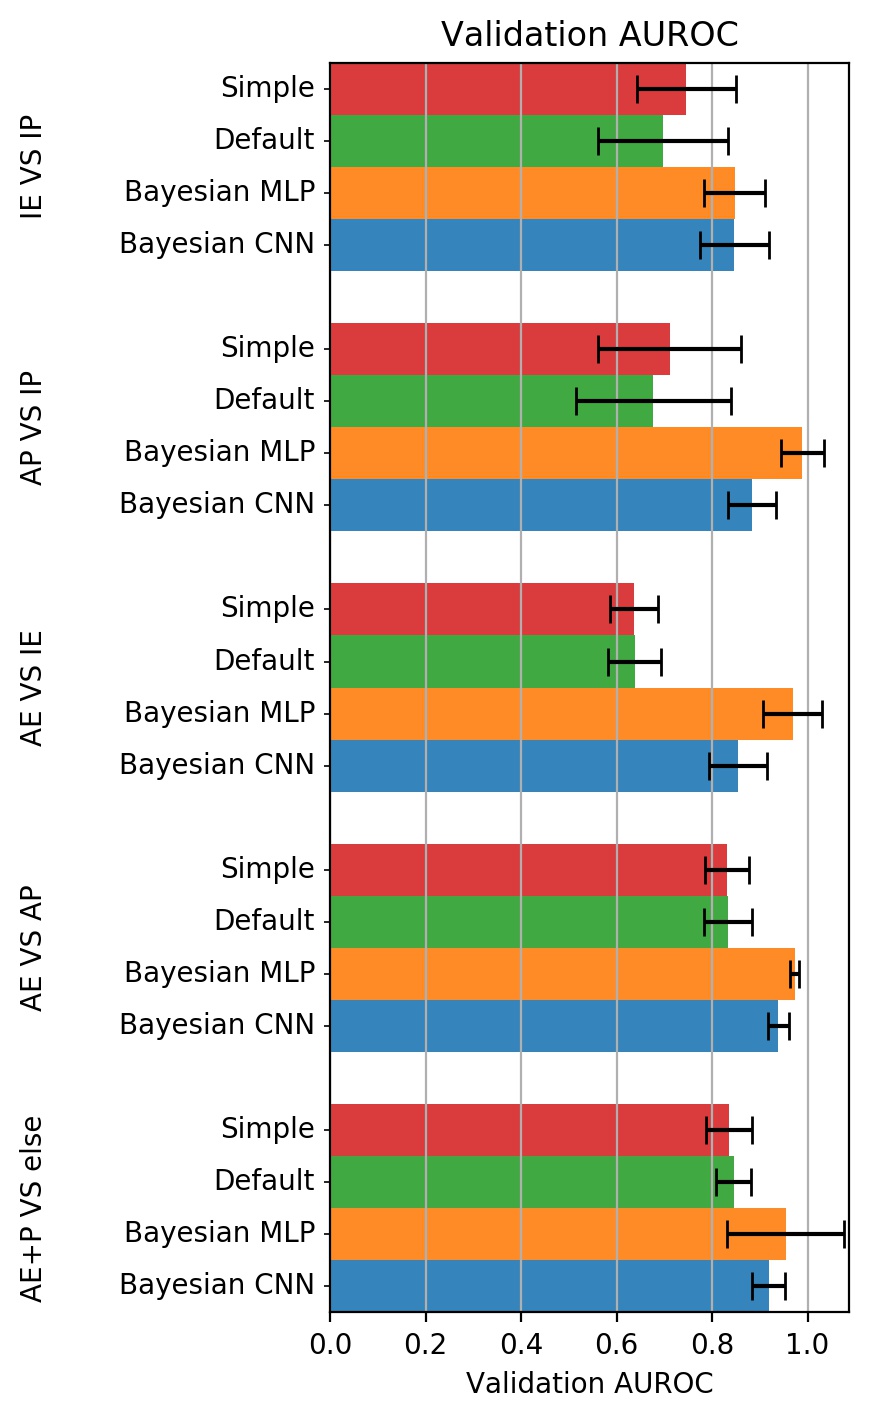 Validation AUROC
IE VS IP
Simple
Default
Bayesian MLP
Bayesian CNN
AP VS IP
Simple
Default
Bayesian MLP
Bayesian CNN
AE VS IE
Simple
Default
Bayesian MLP
Bayesian CNN
AE VS AP
Simple
Default
Bayesian MLP
Bayesian CNN
AE+P VS else
Simple
Default
Bayesian MLP
Bayesian CNN
0.0 0.2 0.4 0.6 0.8 1.0
Validation AUROC